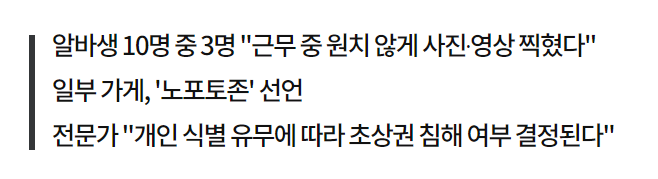 알바생 10명 중 3명 "근무 중 원치 않게 사진·영상 찍혔다"
일부 가게, '노포토존' 선언
전문가 "개인 식별 유무에 따라 초상권 침해 여부 결정된다"